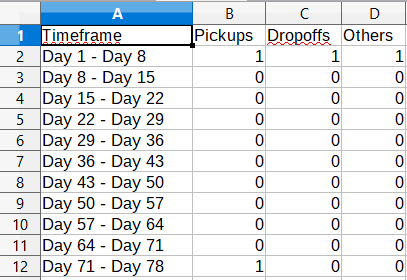 A B C D
1 Timeframe Pickups Dropoffs Others
2 Day 1 - Day 8 1 1 1
3 Day 8 - Day 15 0 0 0
4 Day 15 - Day 22 0 0 0
5 Day 22 - Day 29 0 0 0
6 Day 29 - Day 36 0 0 0
7 Day 36 - Day 43 0 0 0
8 Day 43 - Day 50 0 0 0
9 Day 50 - Day 57 0 0 0
10 Day 57 - Day 64 0 0 0
11 Day 64 - Day 71 0 0 0
12 Day 71 - Day 78 1 0 0